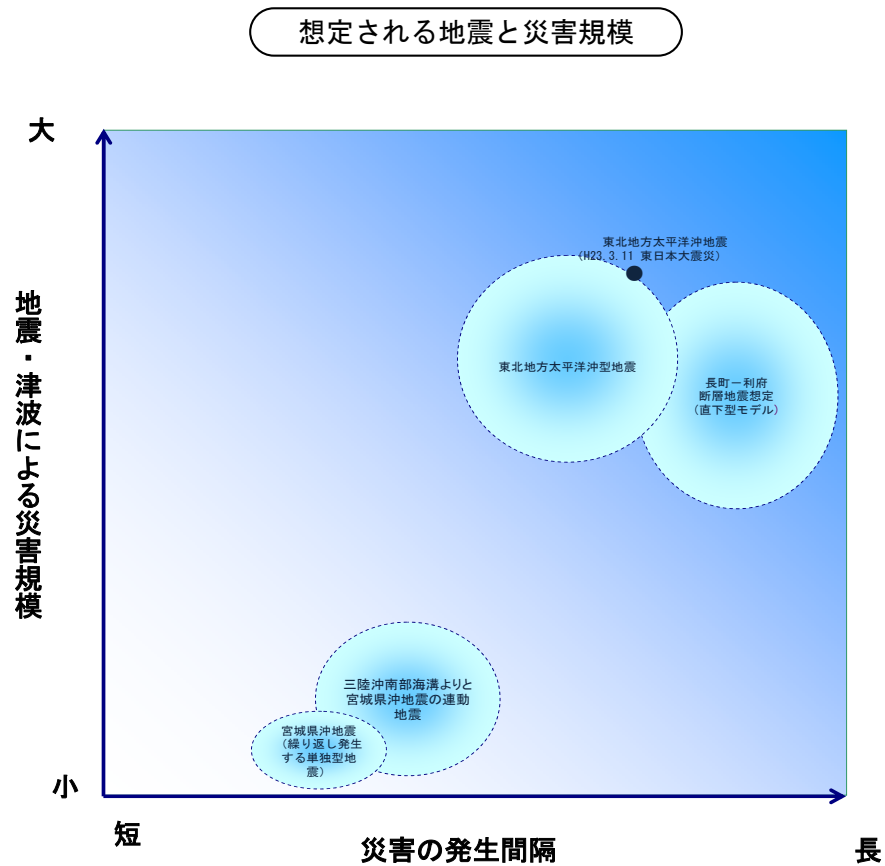 想定される地震と災害規模
大
東北地方太平洋沖地震
(H23.3.11 東日本大震災)
東北地方太平洋沖型地震
長町－利府
断層地震想定
(直下型モデル)
地震・津波による災害規模
三陸沖南部海溝よりと
宮城県沖地震の連動
地震
宮城県沖地震
(繰り返し発生
する単独型地
震)
小
短
災害の発生間隔
長